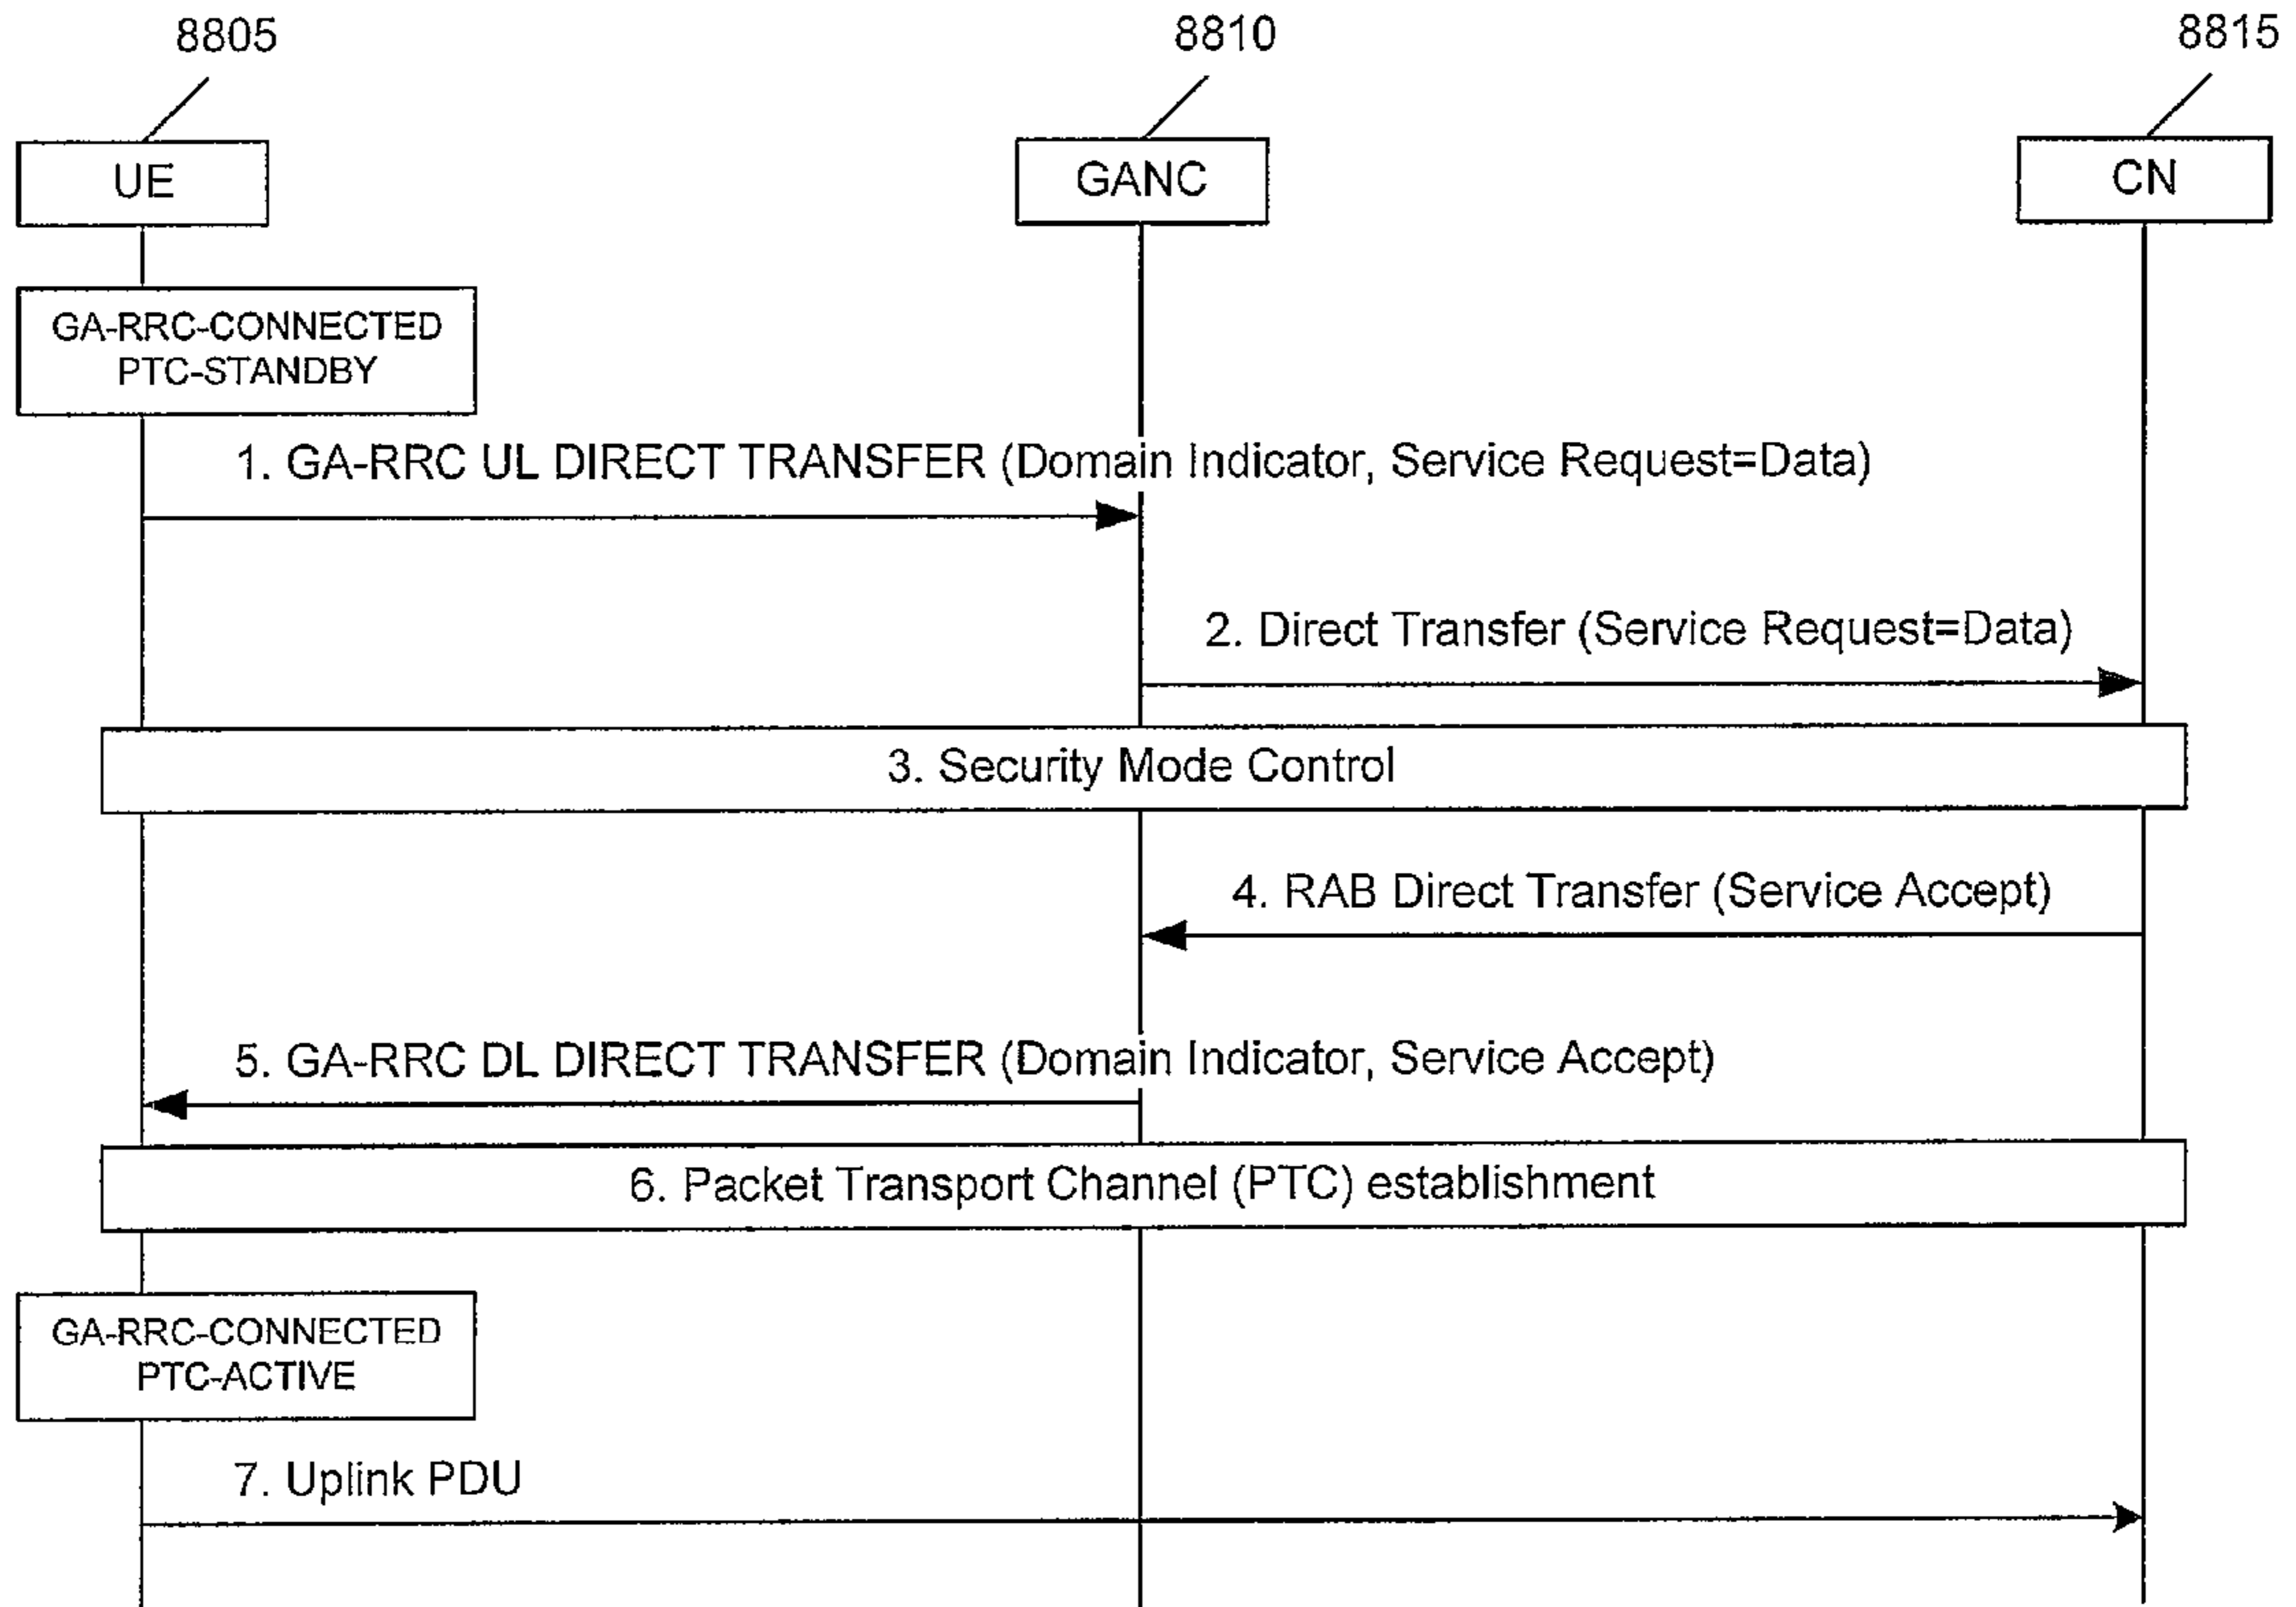 8805
8810
8815
UE
GANC
CN
GA-RRC-CONNECTED
PTC-STANDBY
1. GA-RRC UL DIRECT TRANSFER (Domain Indicator, Service Request=Data)
2. Direct Transfer (Service Request=Data)
3. Security Mode Control
4. RAB Direct Transfer (Service Accept)
5. GA-RRC DL DIRECT TRANSFER (Domain Indicator, Service Accept)
6. Packet Transport Channel (PTC) establishment
GA-RRC-CONNECTED
PTC-ACTIVE
7. Uplink PDU